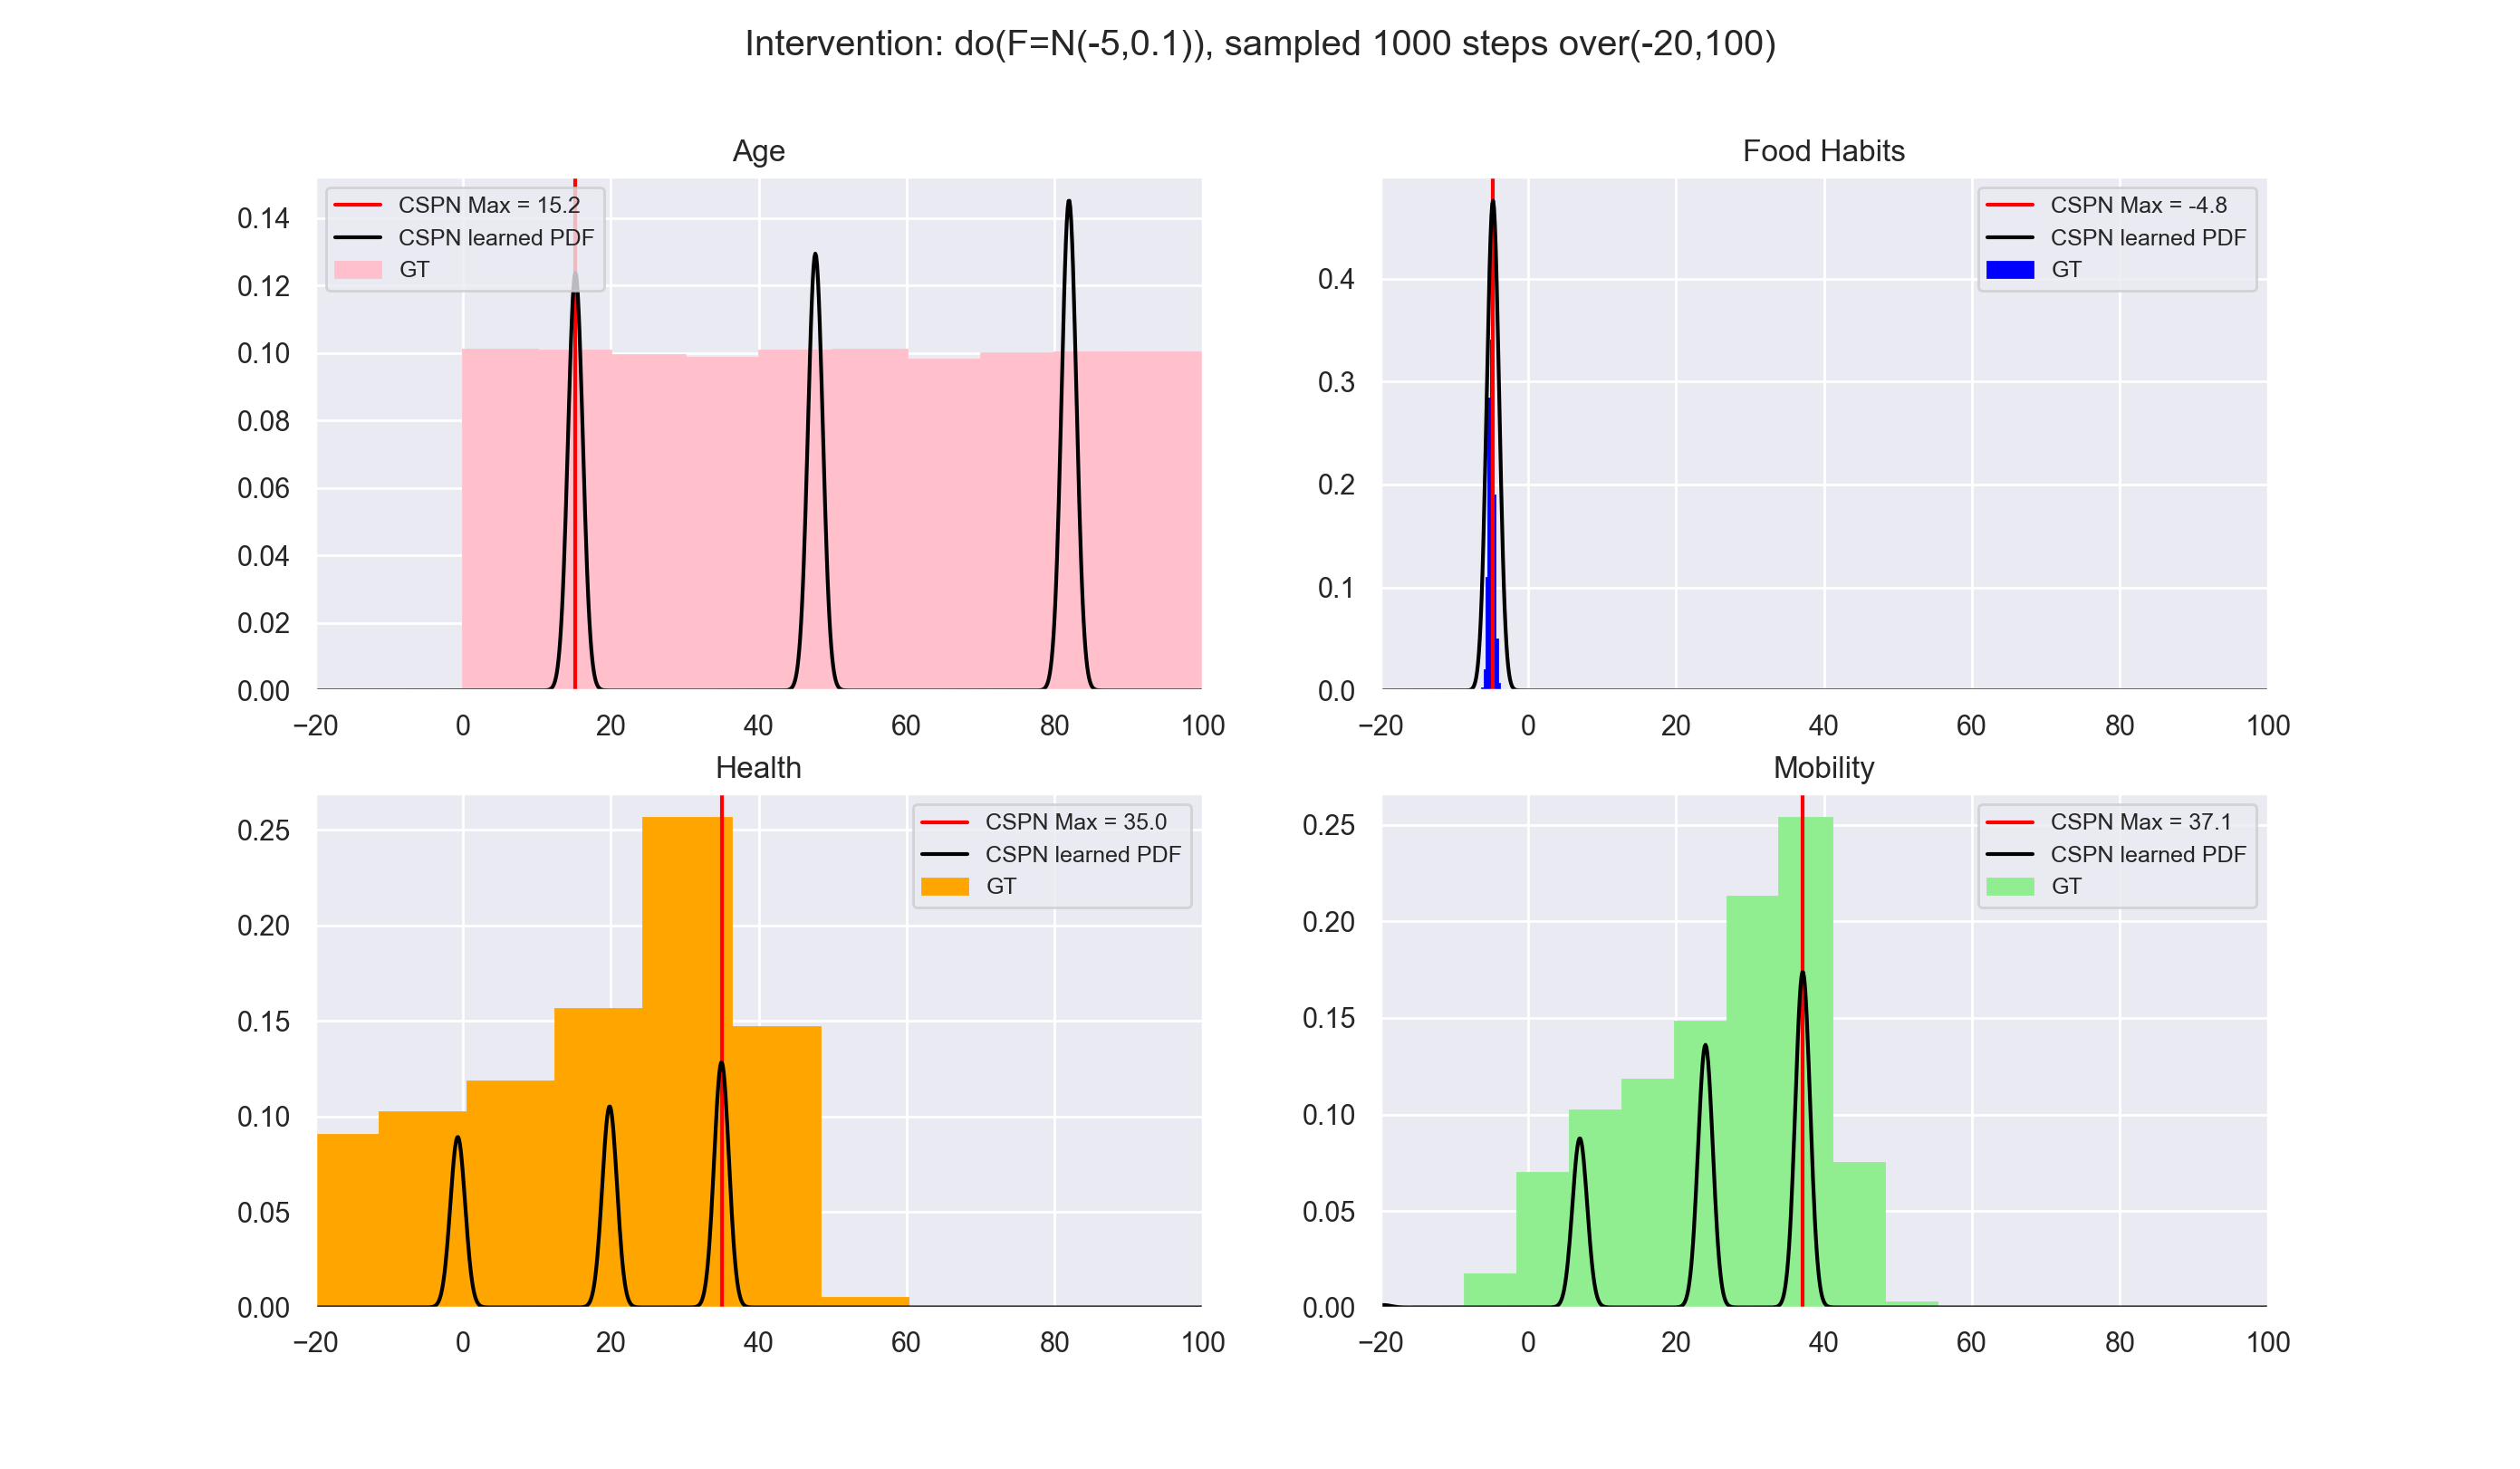 Intervention: do(F=N(-5,0.1)), sampled 1000 steps over(-20,100)
Age
CSPN Max = 15.2
CSPN learned PDF
GT
0.14
0.12
0.10
0.08
0.06
0.04
0.02
0.00
−20 0 20 40 60 80 100
Food Habits
CSPN Max = -4.8
CSPN learned PDF
GT
0.4
0.3
0.2
0.1
0.0
−20 0 20 40 60 80 100
Health
CSPN Max = 35.0
CSPN learned PDF
GT
0.25
0.20
0.15
0.10
0.05
0.00
−20 0 20 40 60 80 100
Mobility
CSPN Max = 37.1
CSPN learned PDF
GT
0.25
0.20
0.15
0.10
0.05
0.00
−20 0 20 40 60 80 100